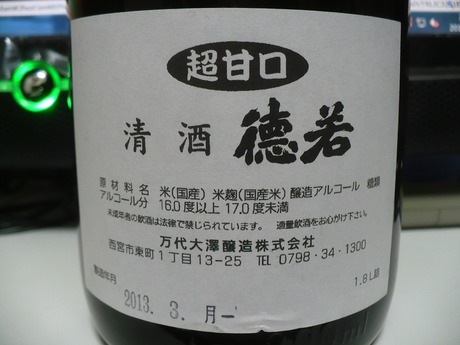 超甘口
清酒 徳若
原材料名 米(国産) 米麹(国産米) 醸造アルコール 糖類
アルコール分 16.0度以上17.0度未満
未成年者の飲酒は法律で禁じられています。 適量飲酒をお心がけ下さい。
万代大澤醸造株式会社
西宮市東町1丁目13-25 TEL 0798・34・1300
製造年月
1.8L詰
2013. 3. 月